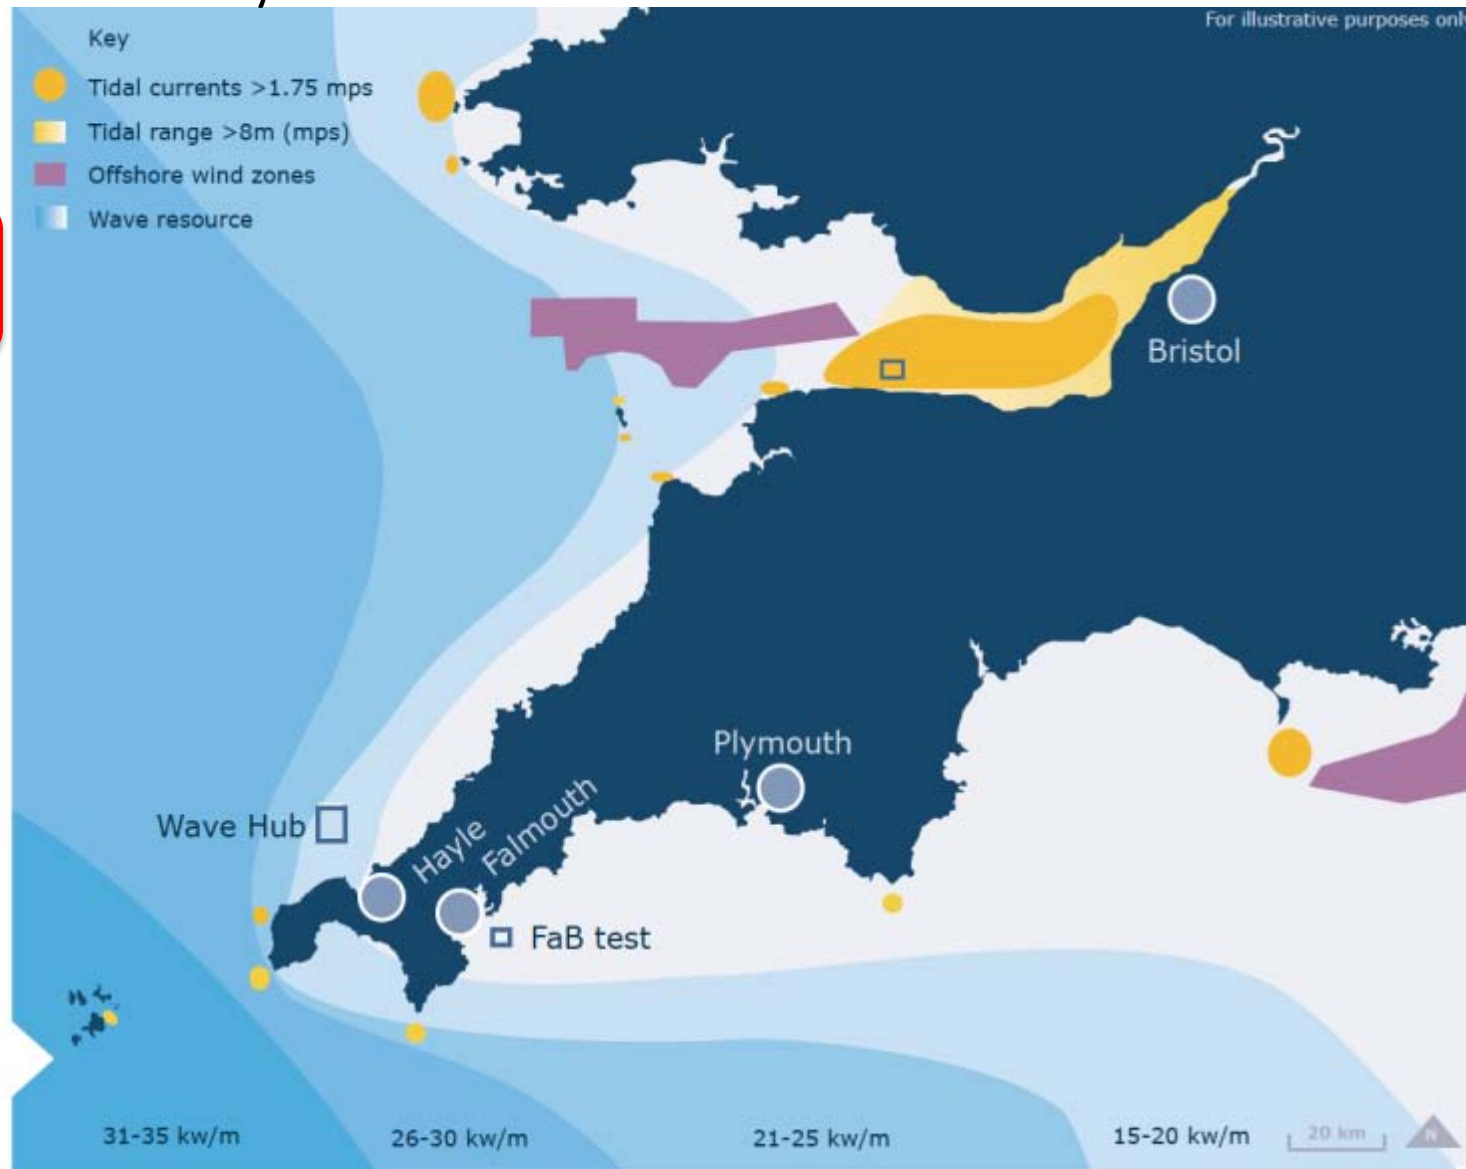 For illustrative purposes only
Key
Tidal currents >1.75 mps
Tidal range >8m (mps)
Offshore wind zones
Wave resource
Bristol
Plymouth
Wave Hub
Hayle
Falmouth
FaB test
31-35 kw/m
26-30 kw/m
21-25 kw/m
15-20 kw/m
20 km
N